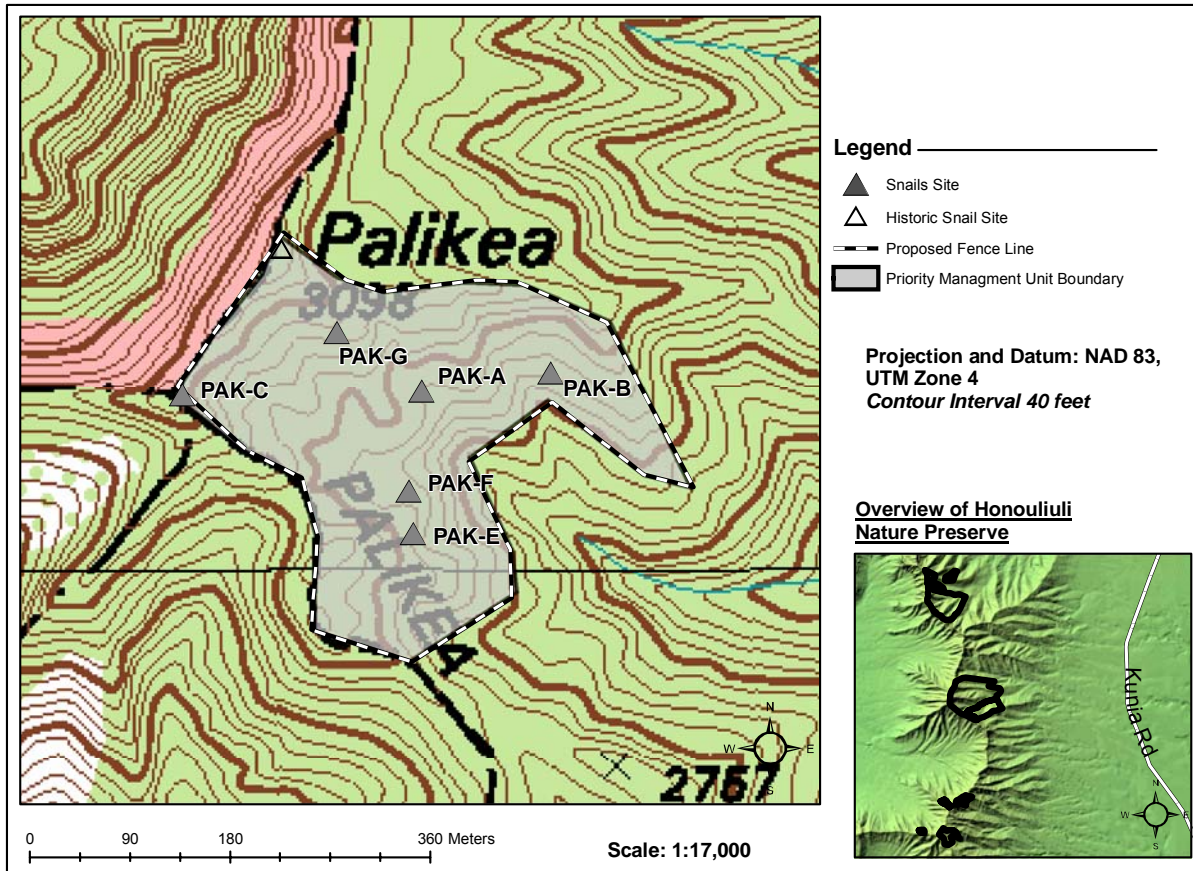 Palikea
3098
PAK-G
PAK-A
PAK-B
PAK-C
PAK-F
PAK-E
PALIKEA
2767
N
W E
S
0 90 180 360 Meters
Scale: 1:17,000
Legend
Snails Site
Historic Snail Site
Proposed Fence Line
Priority Managment Unit Boundary
Projection and Datum: NAD 83,
UTM Zone 4
Contour Interval 40 feet
Overview of Honouliuli
Nature Preserve
Kunia Rd
N
W E
S